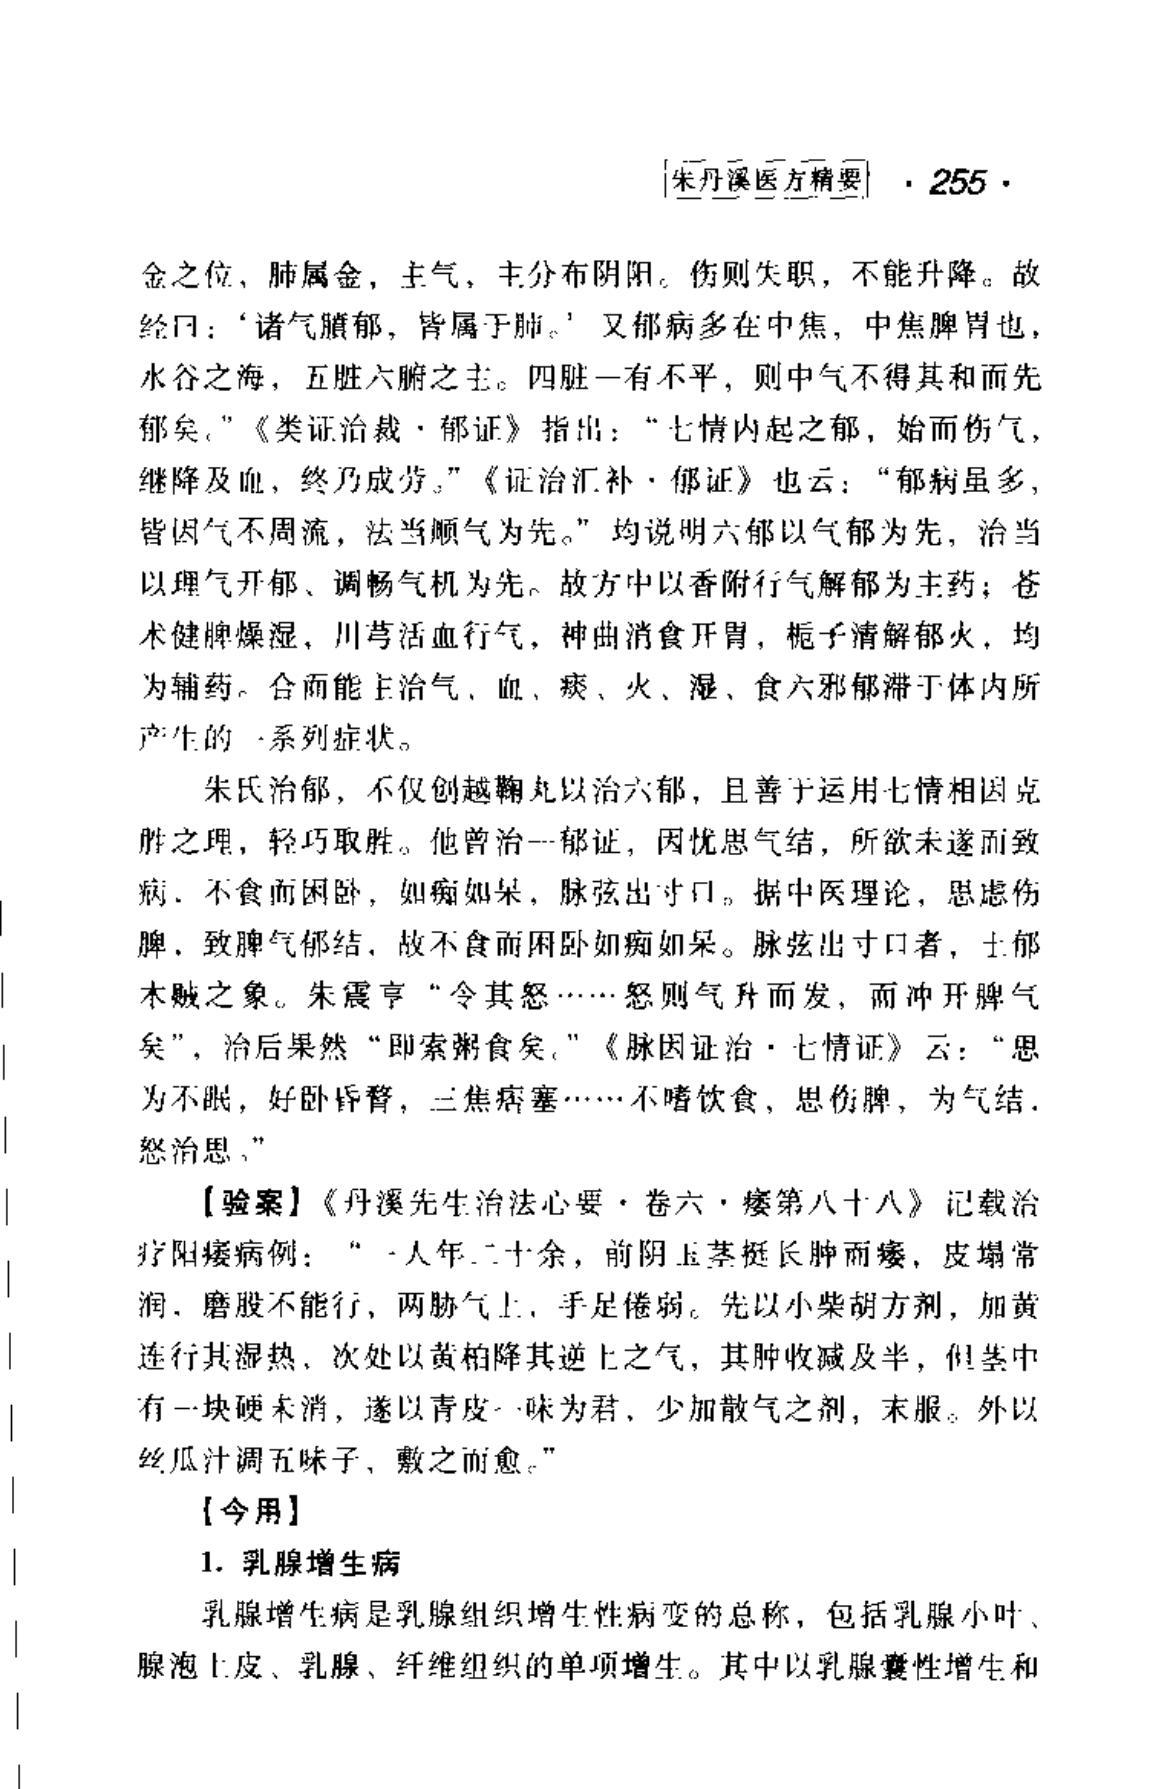 朱丹溪医方精要 · 255 ·
金之位，肺属金，主气，主分布阴阳。伤则失职，不能升降。故
经曰：‘诸气膹郁，皆属于肺。’又郁病多在中焦，中焦脾胃也，
水谷之海，五脏六腑之主。四脏一有不平，则中气不得其和而先
郁矣。”《类证治裁·郁证》指出：“七情内起之郁，始而伤气，
继降及血，终乃成劳。”《证治汇补·郁证》也云：“郁病虽多，
皆因气不周流，法当顺气为先。”均说明六郁以气郁为先，治当
以理气开郁、调畅气机为先。故方中以香附行气解郁为主药；苍
术健脾燥湿，川芎活血行气，神曲消食开胃，栀子清解郁火，均
为辅药。合而能主治气、血、痰、火、湿、食六邪郁滞于体内所
产生的一系列症状。
朱氏治郁，不仅创越鞠丸以治六郁，且善于运用七情相因克
胜之理，轻巧取胜。他曾治一郁证，因忧思气结，所欲未遂而致
病，不食而困卧，如痴如呆，脉弦出寸口。据中医理论，思虑伤
脾，致脾气郁结，故不食而困卧如痴如呆。脉弦出寸口者，土郁
木贼之象。朱震亨“令其怒……怒则气升而发，而冲开脾气
矣”，治后果然“即索粥食矣。”《脉因证治·七情证》云：“思
为不眠，好卧昏瞀，三焦痞塞……不嗜饮食，思伤脾，为气结，
怒治思。”
【验案】《丹溪先生治法心要·卷六·痿第八十八》记载治
疗阳痿病例：“一人年二十余，前阴玉茎挺长肿而痿，皮塌常
润，磨股不能行，两胁气上，手足倦弱。先以小柴胡方剂，加黄
连行其湿热，次处以黄柏降其逆上之气，其肿收减及半，但茎中
有一块硬未消，遂以青皮一味为君，少加散气之剂，末服。外以
丝瓜汁调五味子，敷之而愈。”
【今用】
1. 乳腺增生病
乳腺增生病是乳腺组织增生性病变的总称，包括乳腺小叶、
腺泡上皮、乳腺、纤维组织的单项增生。其中以乳腺囊性增生和